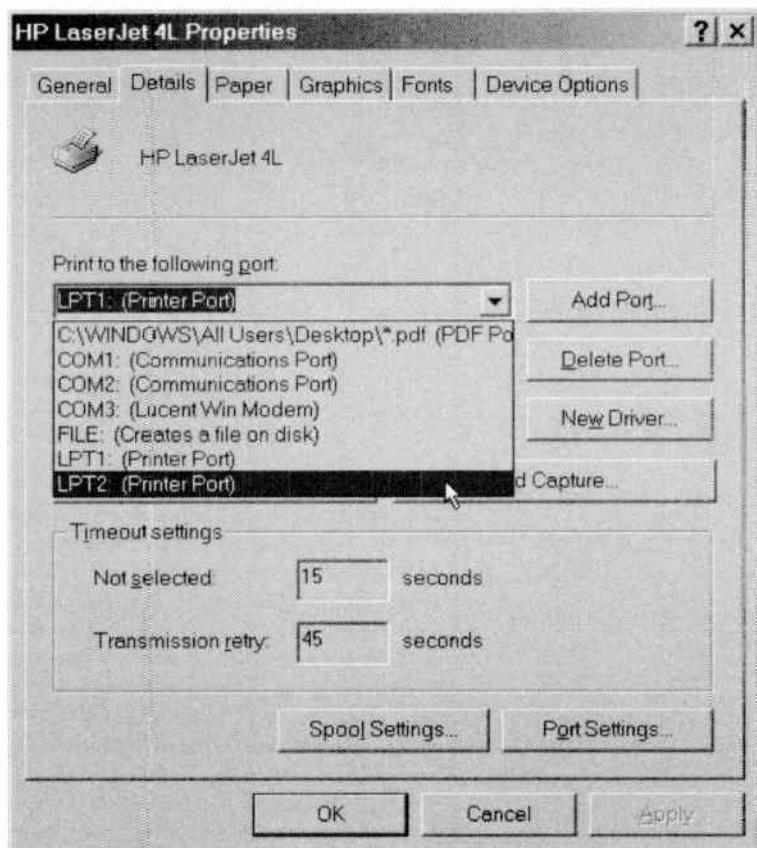 HP LaserJet 4L Properties
General Details Paper Graphics Fonts Device Options
HP LaserJet 4L
Print to the following port:
LPT1: (Printer Port)
Add Port...
C:\WINDOWS\All Users\Desktop\*.pdf (PDF Po
COM1: (Communications Port)
COM2: (Communications Port)
Delete Port...
COM3: (Lucent Win Modem)
FILE: (Creates a file on disk)
New Driver...
LPT1: (Printer Port)
LPT2: (Printer Port)
d Capture...
Timeout settings
Not selected: 15 seconds
Transmission retry: 45 seconds
Spool Settings... Port Settings...
OK Cancel Apply